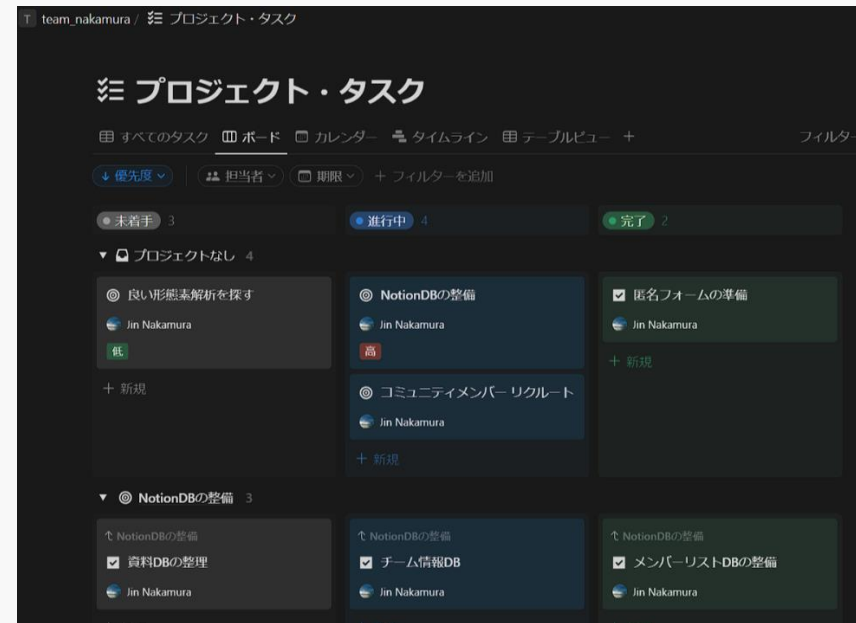 T team_nakamura / プロジェクト・タスク
プロジェクト・タスク
すべてのタスク ボード カレンダー タイムライン テーブルビュー + フィルター
↓ 優先度 担当者 期限 + フィルターを追加
未着手 3 進行中 4 完了 2
プロジェクトなし 4
良い形態素解析を探す
Jin Nakamura
低
+ 新規
NotionDBの整備
Jin Nakamura
高
コミュニティメンバー リクルート
Jin Nakamura
+ 新規
匿名フォームの準備
Jin Nakamura
+ 新規
NotionDBの整備 3
NotionDBの整備
資料DBの整理
Jin Nakamura
NotionDBの整備
チーム情報DB
Jin Nakamura
NotionDBの整備
メンバーリストDBの整備
Jin Nakamura